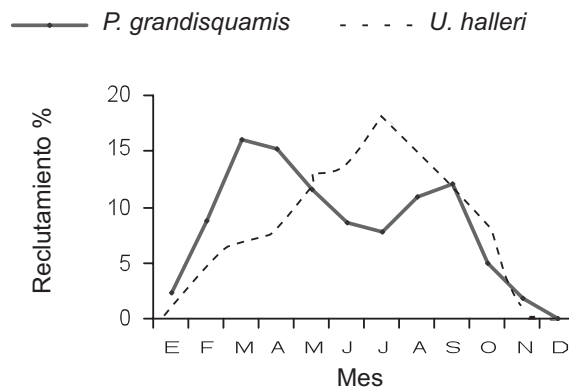 P. grandisquamis U. halleri
Reclutamiento %
20
15
10
5
0
E F M A M J J A S O N D
Mes